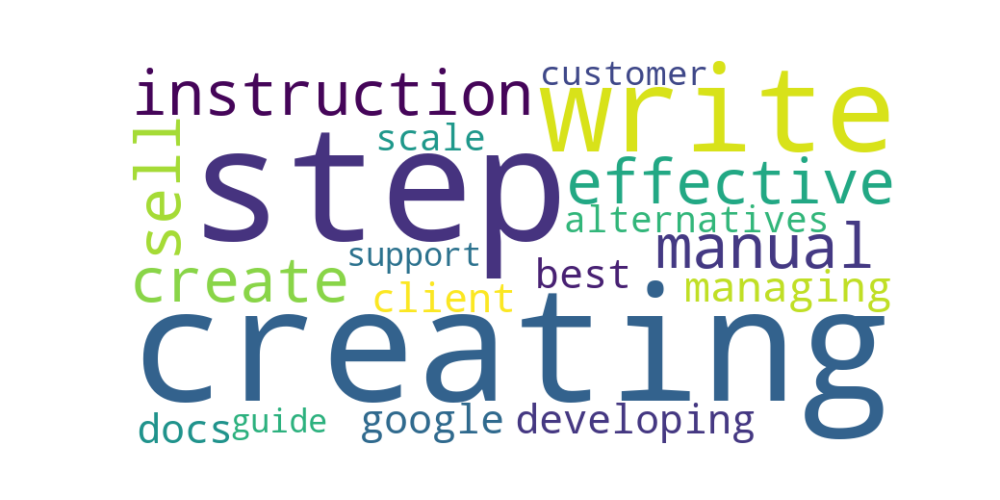 customer
instruction
write
scale
step
sell
effective
alternatives
manual
support
create
best
client
managing
creating
docs
guide
google
developing